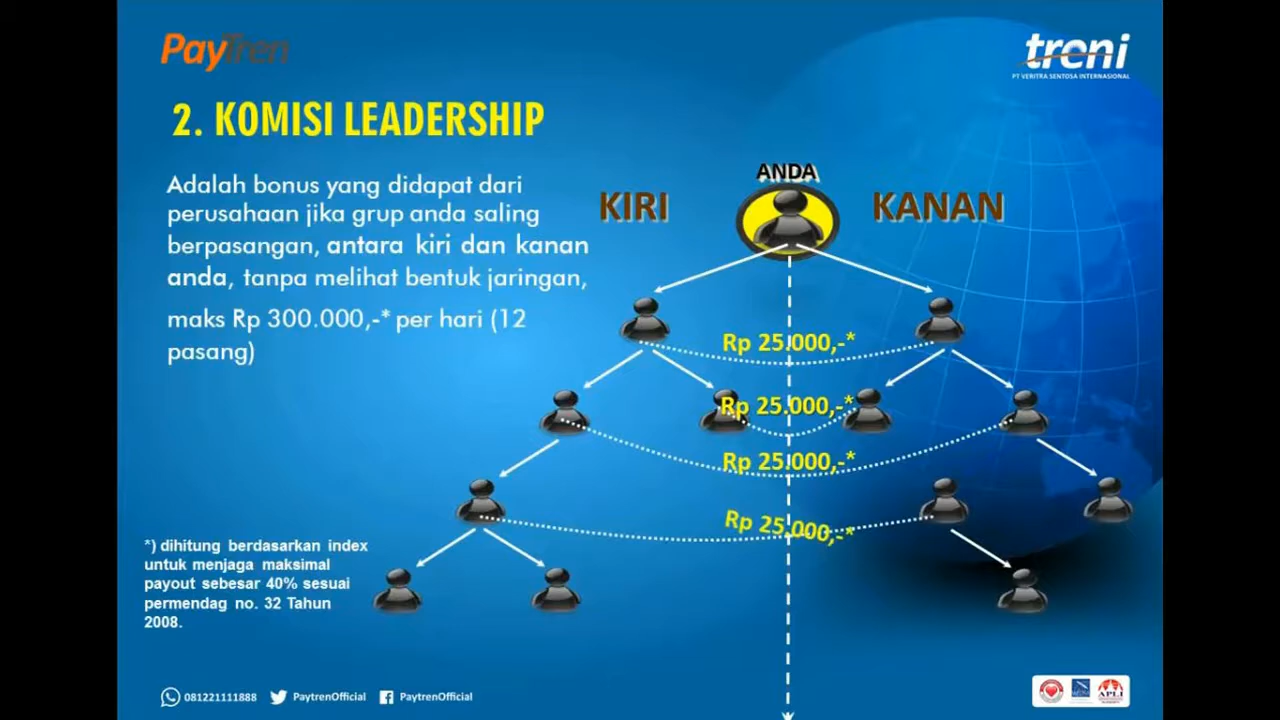 PayTren
treni
PT VERITRA SENTOSA INTERNASIONAL
2. KOMISI LEADERSHIP
Adalah bonus yang didapat dari
perusahaan jika grup anda saling
berpasangan, antara kiri dan kanan
anda, tanpa melihat bentuk jaringan,
maks Rp 300.000,-* per hari (12
pasang)
ANDA
KIRI
KANAN
Rp 25.000,-*
Rp 25.000,-*
Rp 25.000,-*
Rp 25.000,-*
*) dihitung berdasarkan index
untuk menjaga maksimal
payout sebesar 40% sesuai
permendag no. 32 Tahun
2008.
081221111888 PaytrenOfficial PaytrenOfficial
APLI